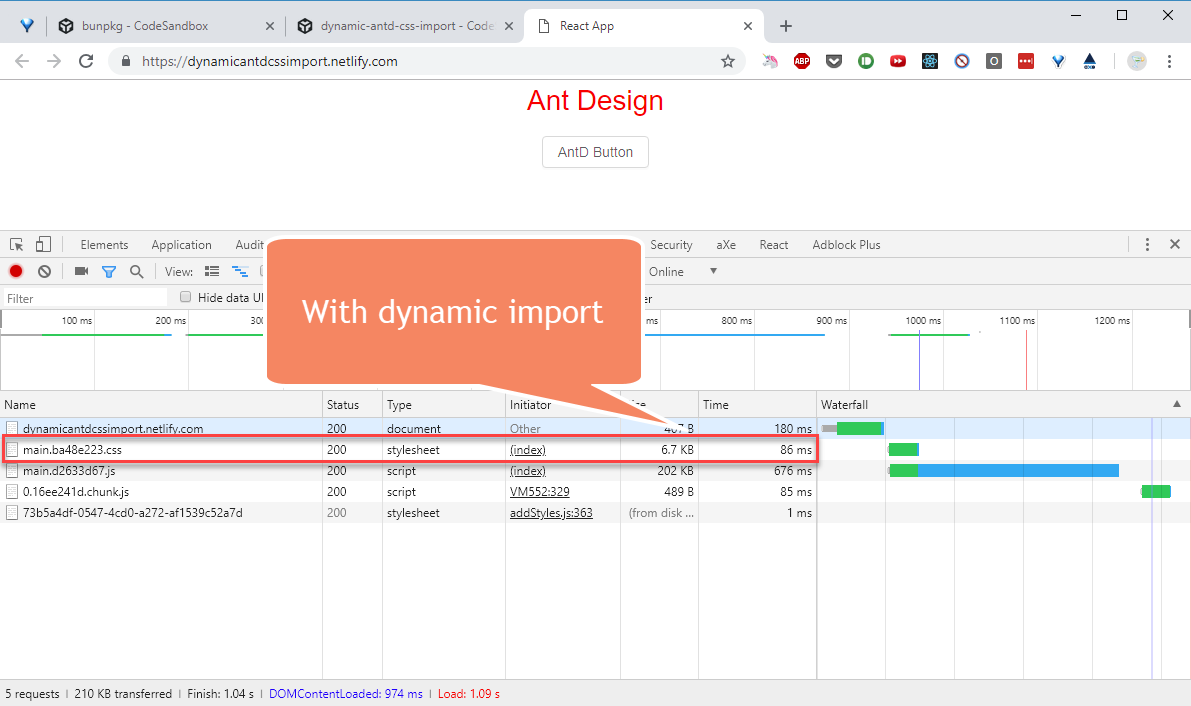 bunpkg - CodeSandbox
dynamic-antd-css-import - Code
React App
https://dynamicantdcssimport.netlify.com
ABP
Ant Design
AntD Button
Elements Application Audit Security aXe React Adblock Plus
View: Online
Filter Hide data U
100 ms 200 ms 30 ms 800 ms 900 ms 1000 ms 1100 ms 1200 ms
With dynamic import
Name Status Type Initiator Time Waterfall
dynamicantdcssimport.netlify.com 200 document Other 467 B 180 ms
main.ba48e223.css 200 stylesheet (index) 6.7 KB 86 ms
main.d2633d67.js 200 script (index) 202 KB 676 ms
0.16ee241d.chunk.js 200 script VM552:329 489 B 85 ms
73b5a4df-0547-4cd0-a272-af1539c52a7d 200 stylesheet addStyles.js:363 (from disk ... 1 ms
5 requests | 210 KB transferred | Finish: 1.04 s | DOMContentLoaded: 974 ms | Load: 1.09 s